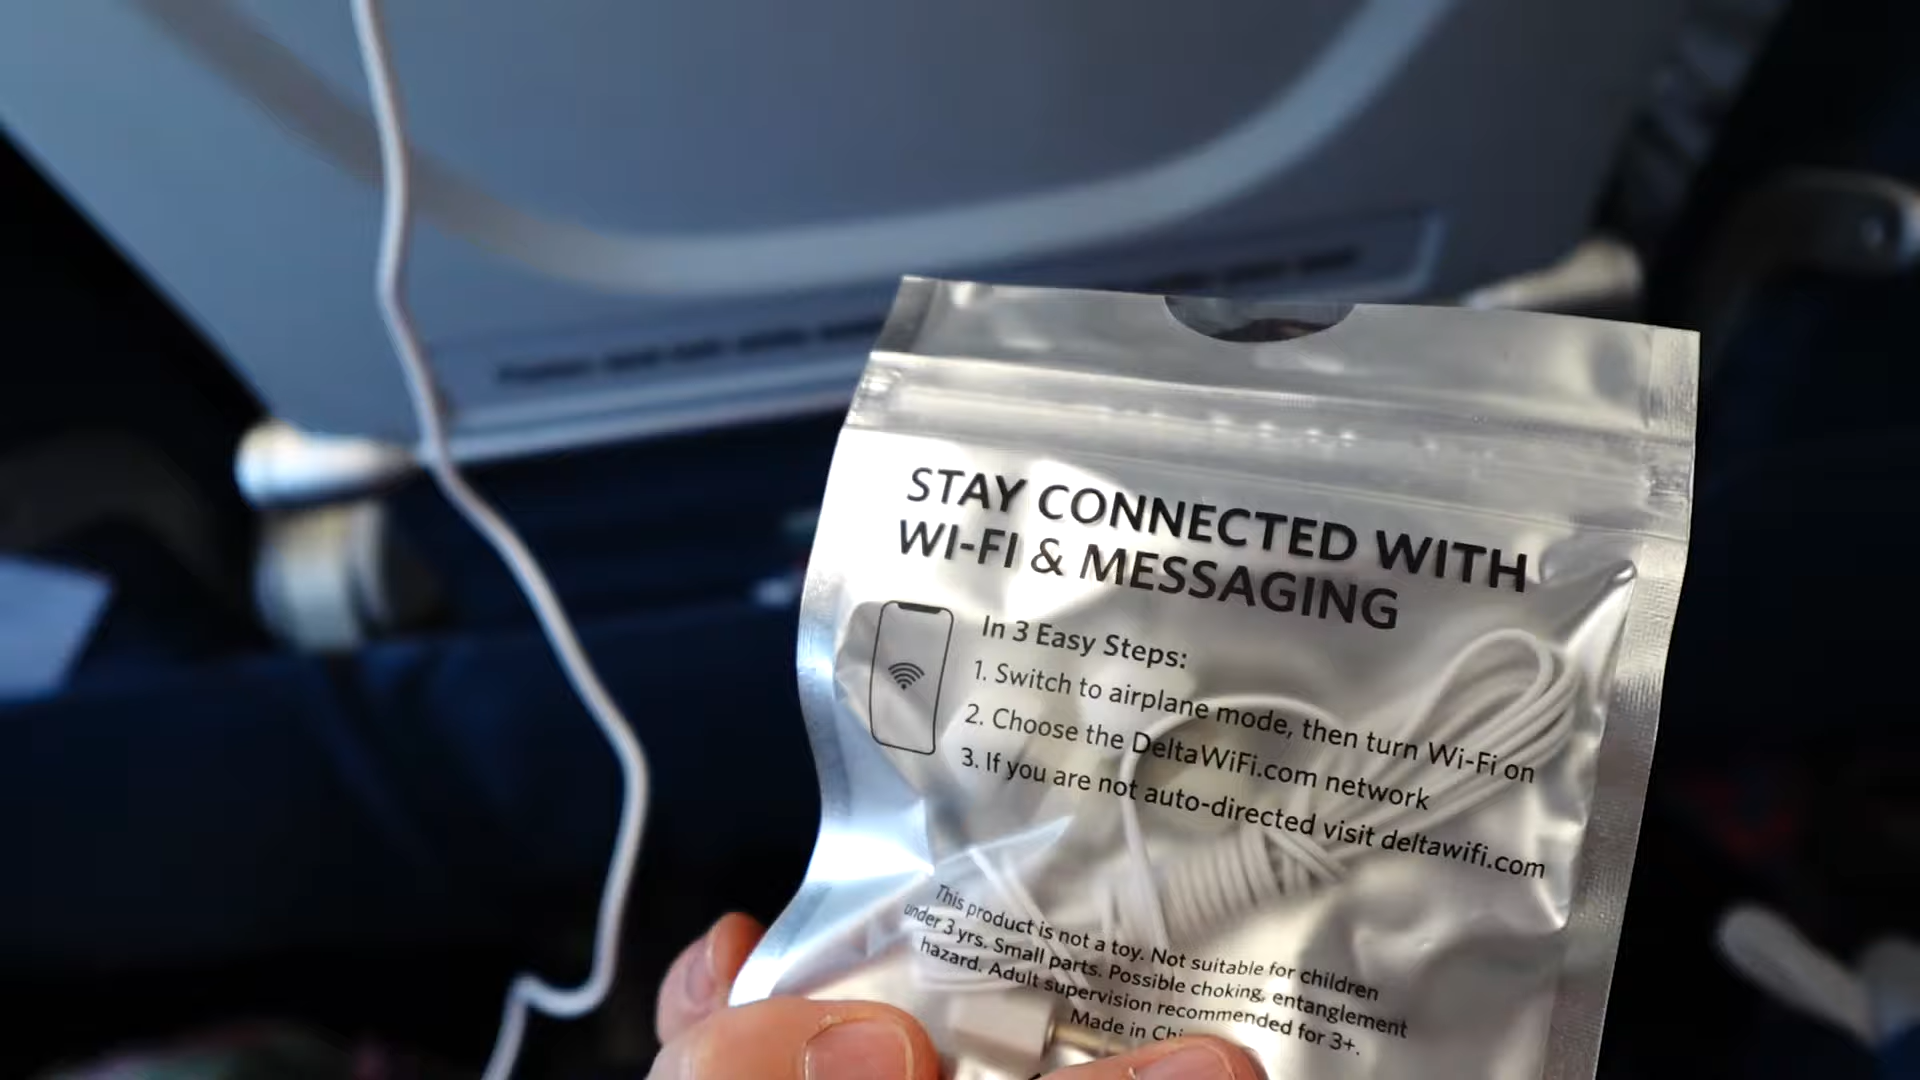 STAY CONNECTED WITH
WI-FI & MESSAGING
In 3 Easy Steps:
1. Switch to airplane mode, then turn Wi-Fi on
2. Choose the DeltaWiFi.com network
3. If you are not auto-directed visit deltawifi.com
This product is not a toy. Not suitable for children
under 3 yrs. Small parts. Possible choking, entanglement
hazard. Adult supervision recommended for 3+.
Made in